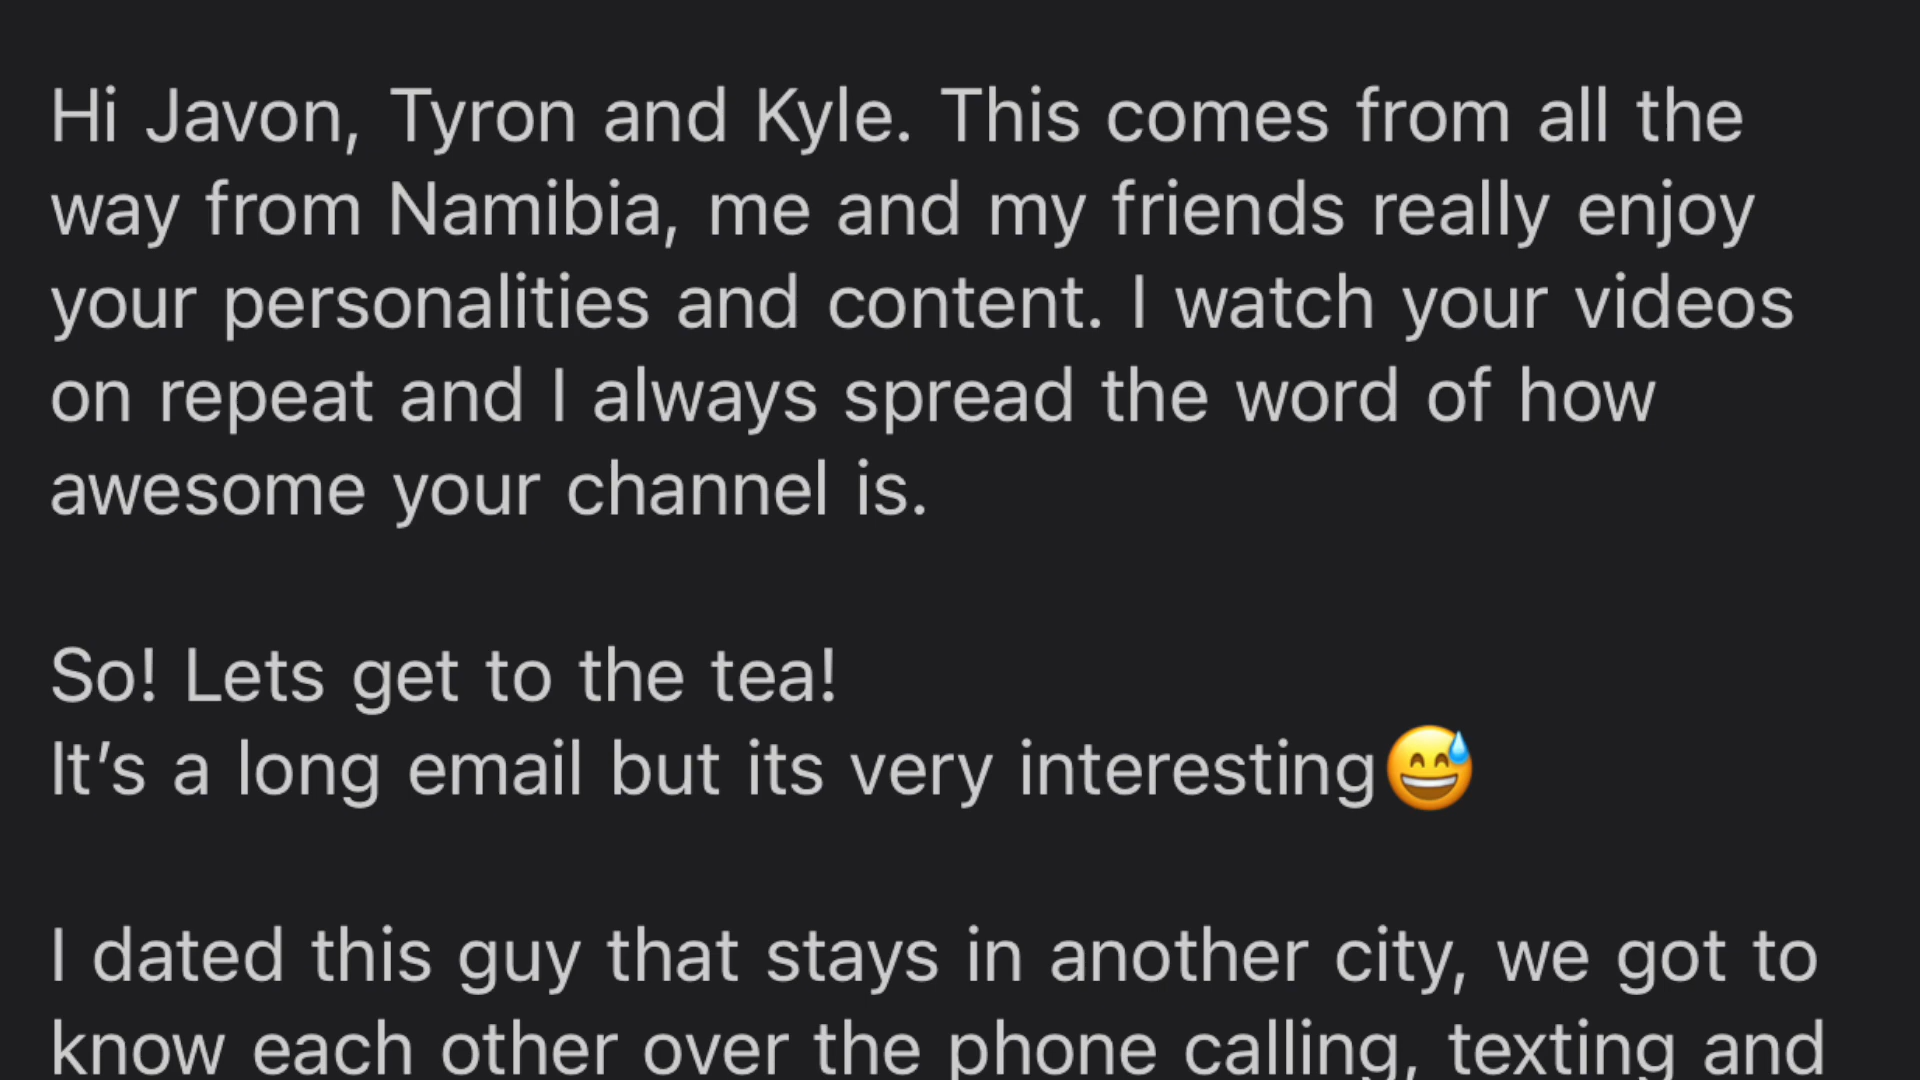 Hi Javon, Tyron and Kyle. This comes from all the
way from Namibia, me and my friends really enjoy
your personalities and content. I watch your videos
on repeat and I always spread the word of how
awesome your channel is.
So! Lets get to the tea!
It’s a long email but its very interesting😅
I dated this guy that stays in another city, we got to
know each other over the phone calling, texting and